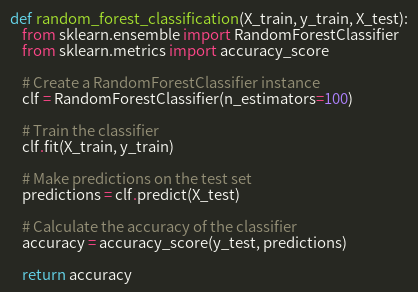 def random_forest_classification(X_train, y_train, X_test):
from sklearn.ensemble import RandomForestClassifier
from sklearn.metrics import accuracy_score
# Create a RandomForestClassifier instance
clf = RandomForestClassifier(n_estimators=100)
# Train the classifier
clf.fit(X_train, y_train)
# Make predictions on the test set
predictions = clf.predict(X_test)
# Calculate the accuracy of the classifier
accuracy = accuracy_score(y_test, predictions)
return accuracy